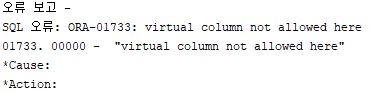 오류 보고 -
SQL 오류: ORA-01733: virtual column not allowed here
01733. 00000 -  "virtual column not allowed here"
*Cause:
*Action: